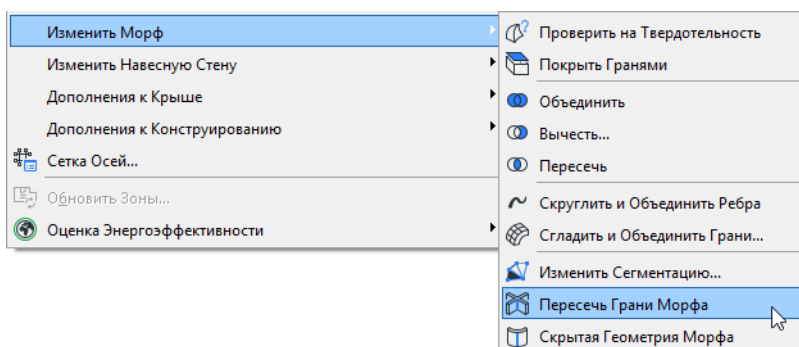 Изменить Морф
Изменить Навесную Стену
Дополнения к Крыше
Дополнения к Конструированию
Сетка Осей...
Обновить Зоны...
Оценка Энергоэффективности
Проверить на Твердотельность
Покрыть Гранями
Объединить
Вычесть...
Пересечь
Скруглить и Объединить Ребра
Сгладить и Объединить Грани...
Изменить Сегментацию...
Пересечь Грани Морфа
Скрытая Геометрия Морфа